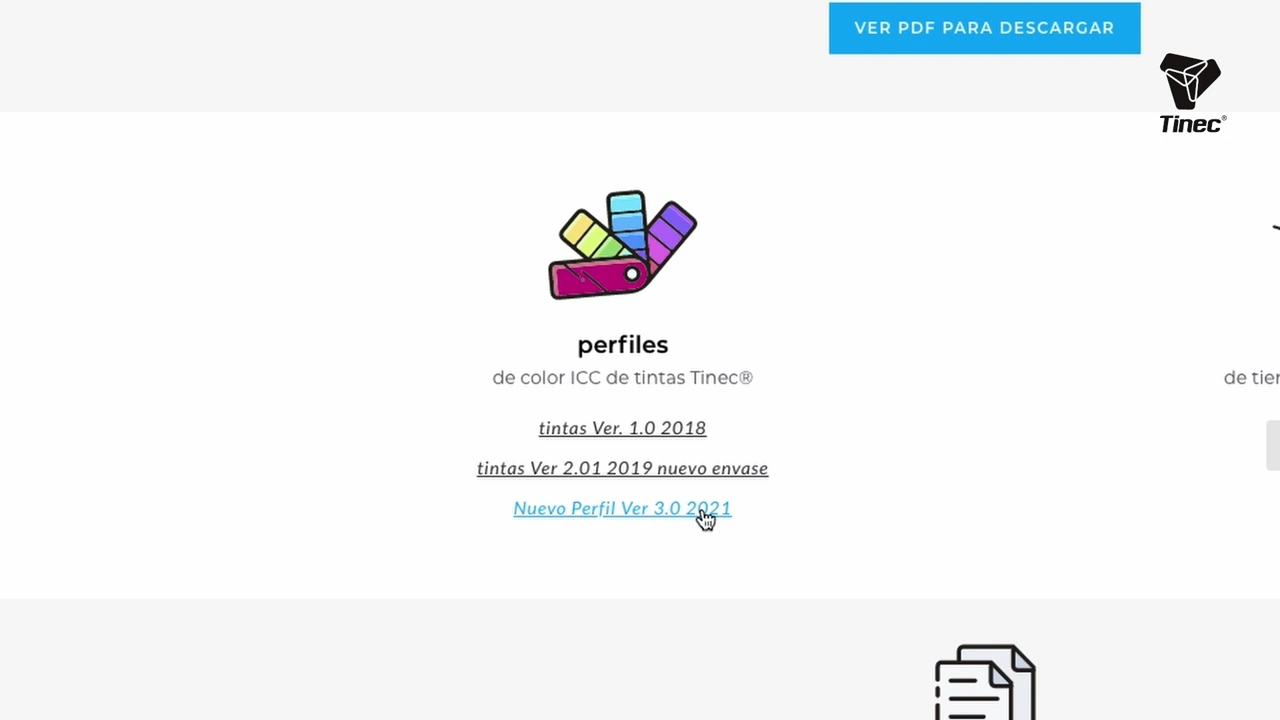 VER PDF PARA DESCARGAR
Tinec®
perfiles
de color ICC de tintas Tinec®
de tier
tintas Ver. 1.0 2018
tintas Ver 2.01 2019 nuevo envase
Nuevo Perfil Ver 3.0 2021